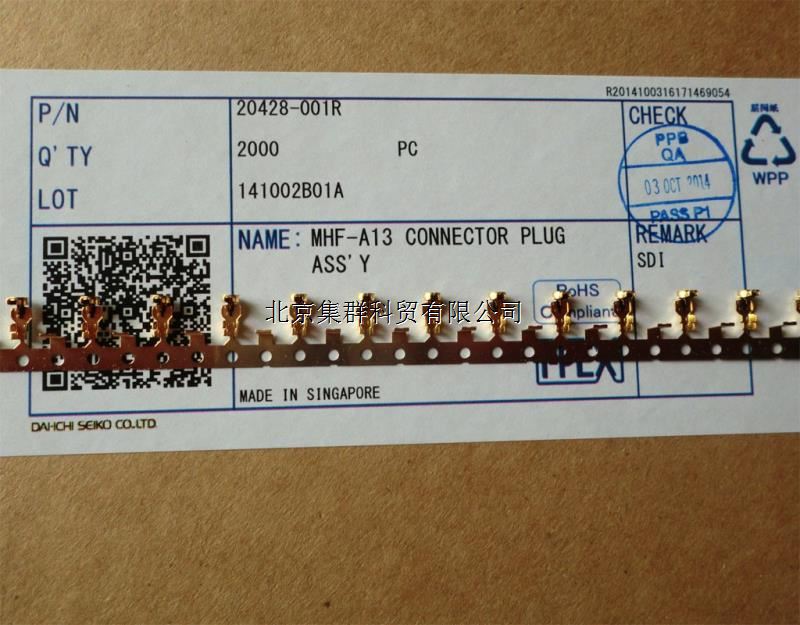 R2014100316171469054
P/N 20428-001R CHECK
Q'TY 2000 PC
LOT 141002B01A
PPB
QA
03 OCT 2014
PASS P1
WPP
NAME: MHF-A13 CONNECTOR PLUG
ASS'Y
REMARK
SDI
RoHS
Compliant
北京集群科贸有限公司
MADE IN SINGAPORE
DAI-ICHI SEIKO CO.LTD.